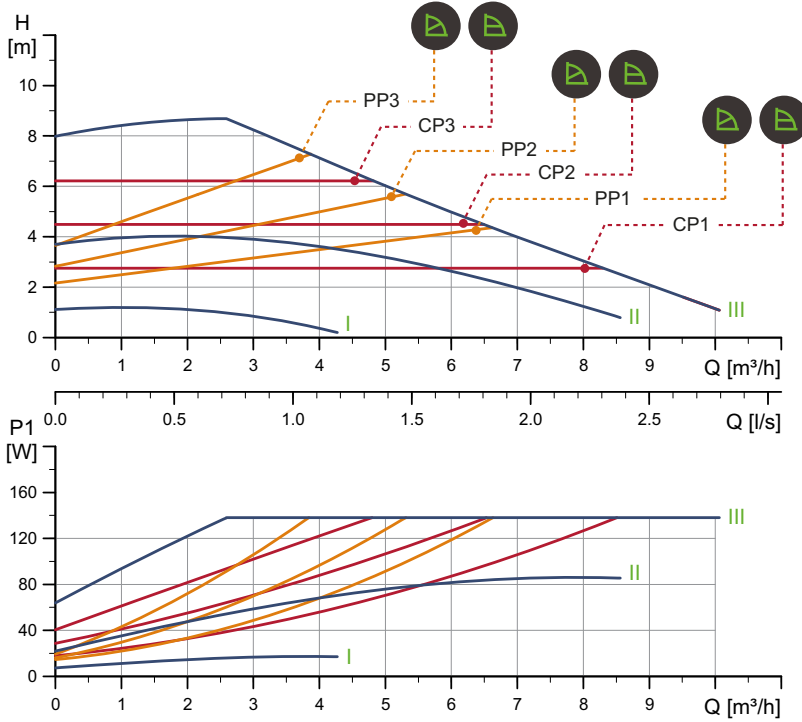 H
[m]
10
8
6
4
2
0
PP3
CP3
PP2
CP2
PP1
CP1
I
II
III
0 1 2 3 4 5 6 7 8 9 Q [m³/h]
0.0 0.5 1.0 1.5 2.0 2.5 Q [l/s]
P1
[W]
160
120
80
40
0
III
II
I
0 1 2 3 4 5 6 7 8 9 Q [m³/h]